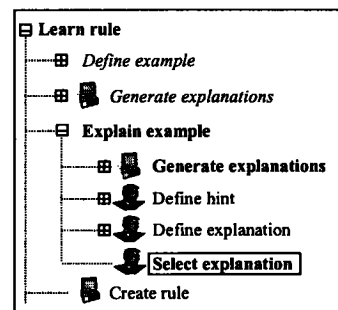 Learn rule
Define example
Generate explanations
Explain example
Generate explanations
Define hint
Define explanation
Select explanation
Create rule